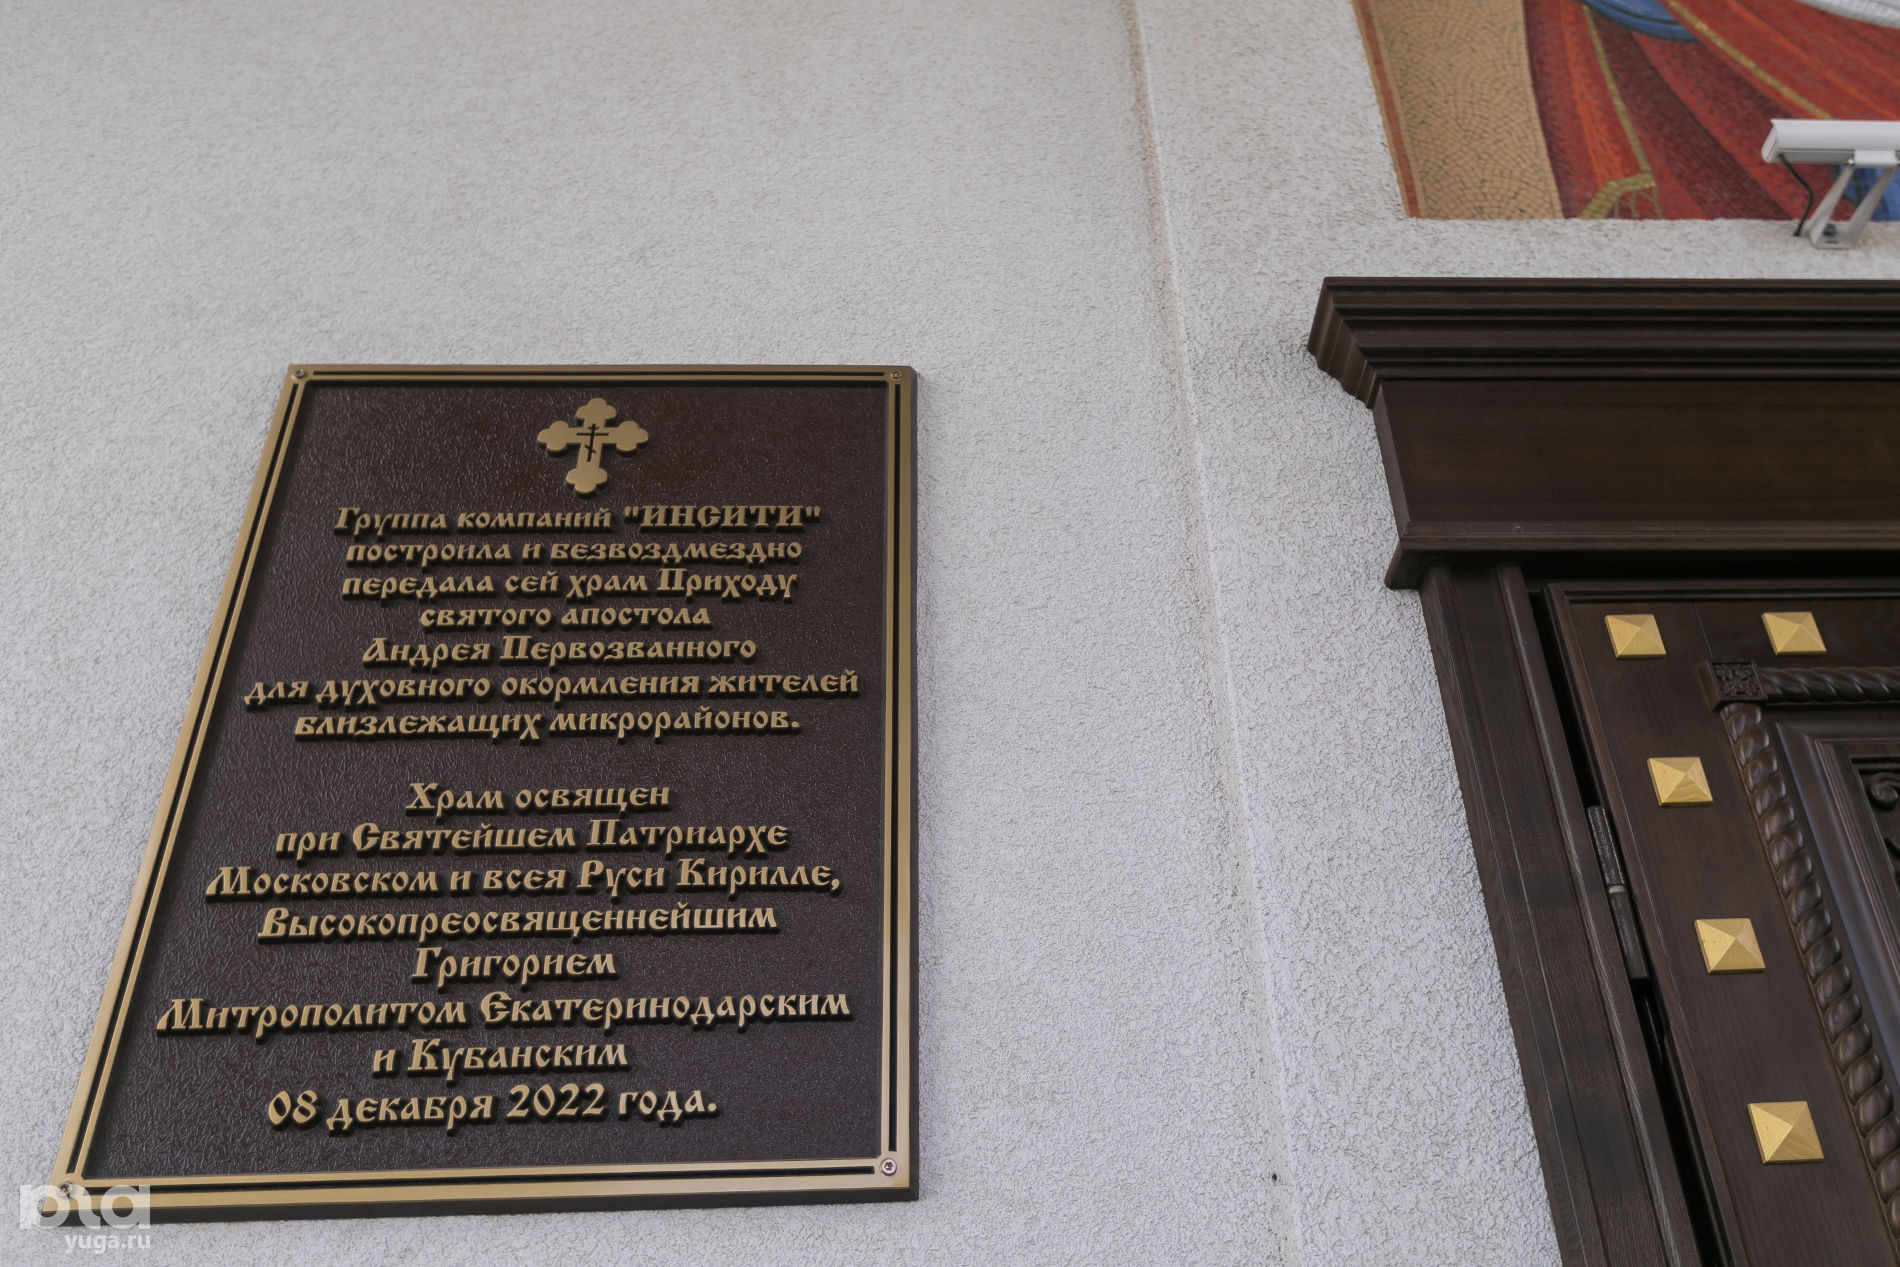 Группа компаний "ИНСИТИ"
построила и безвоздмездно
передала сей храм Приходу
святого апостола
Андрея Первозванного
для духовного окормления жителей
близлежащих микрорайонов.
Храм освящен
при Святейшем Патриархе
Московском и всея Руси Кирилле,
Высокопреосвященнейшим
Григорием
Митрополитом Екатеринодарским
и Кубанским
08 декабря 2022 года.
yuga.ru